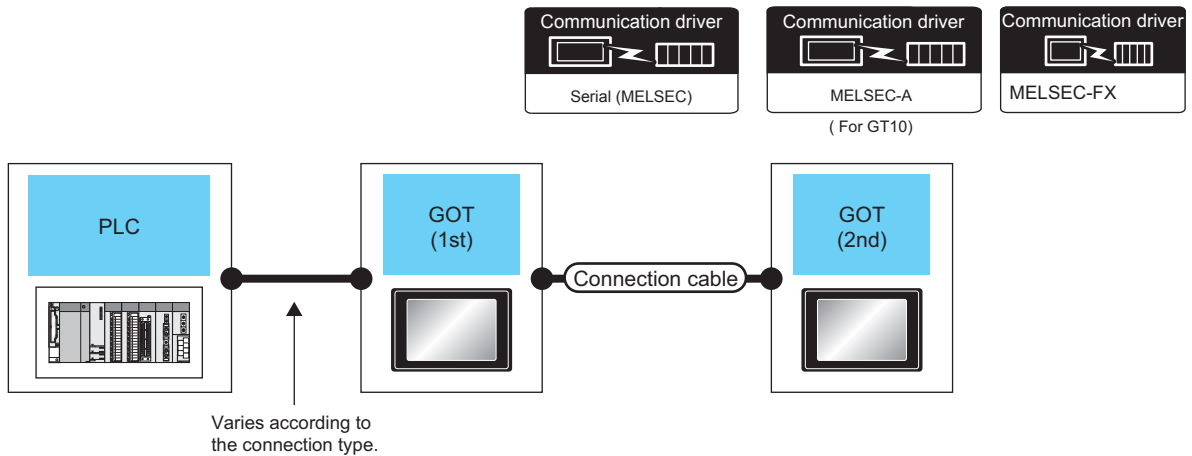 Communication driver
Serial (MELSEC)
Communication driver
MELSEC-A
( For GT10)
Communication driver
MELSEC-FX
PLC
GOT
(1st)
Connection cable
GOT
(2nd)
Varies according to
the connection type.